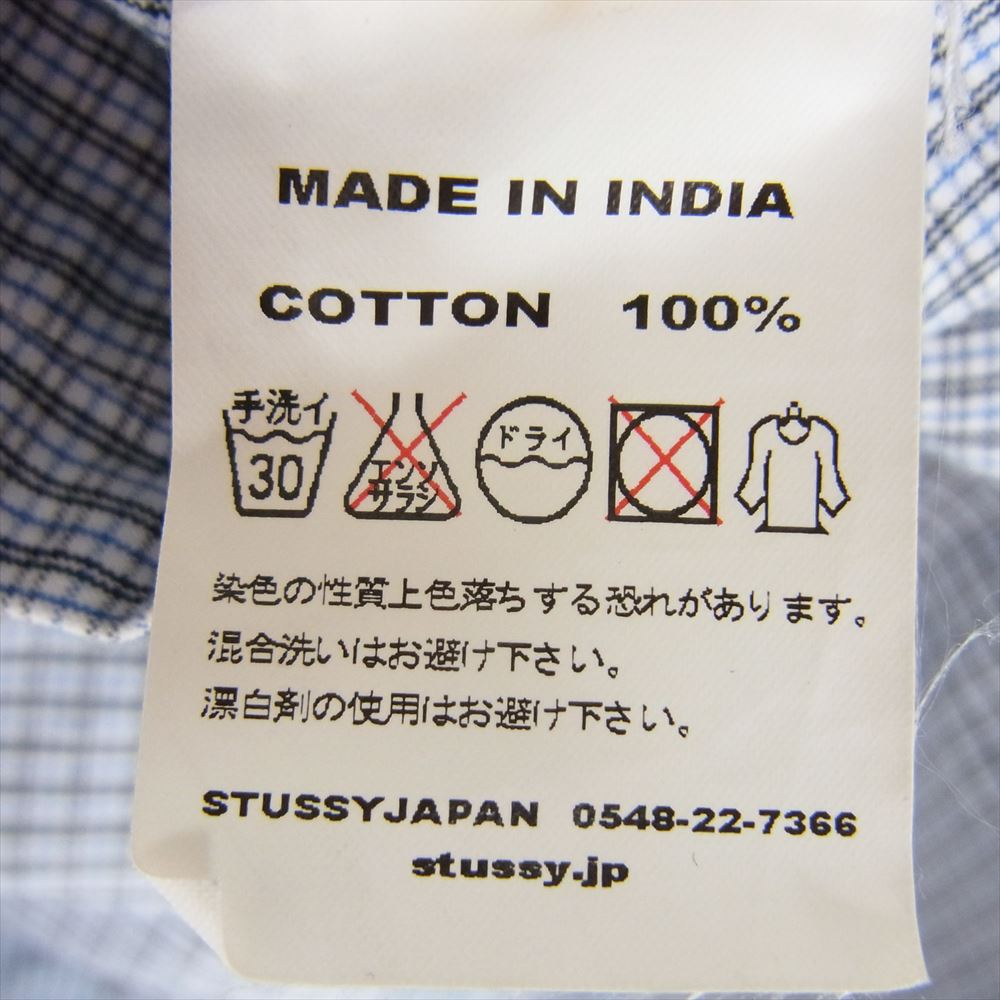 MADE IN INDIA
COTTON 100%
手洗イ
30
エンソ
サラシ
ドライ
染色の性質上色落ちする恐れがあります。
混合洗いはお避け下さい。
漂白剤の使用はお避け下さい。
STUSSYJAPAN 0548-22-7366
stussy.jp